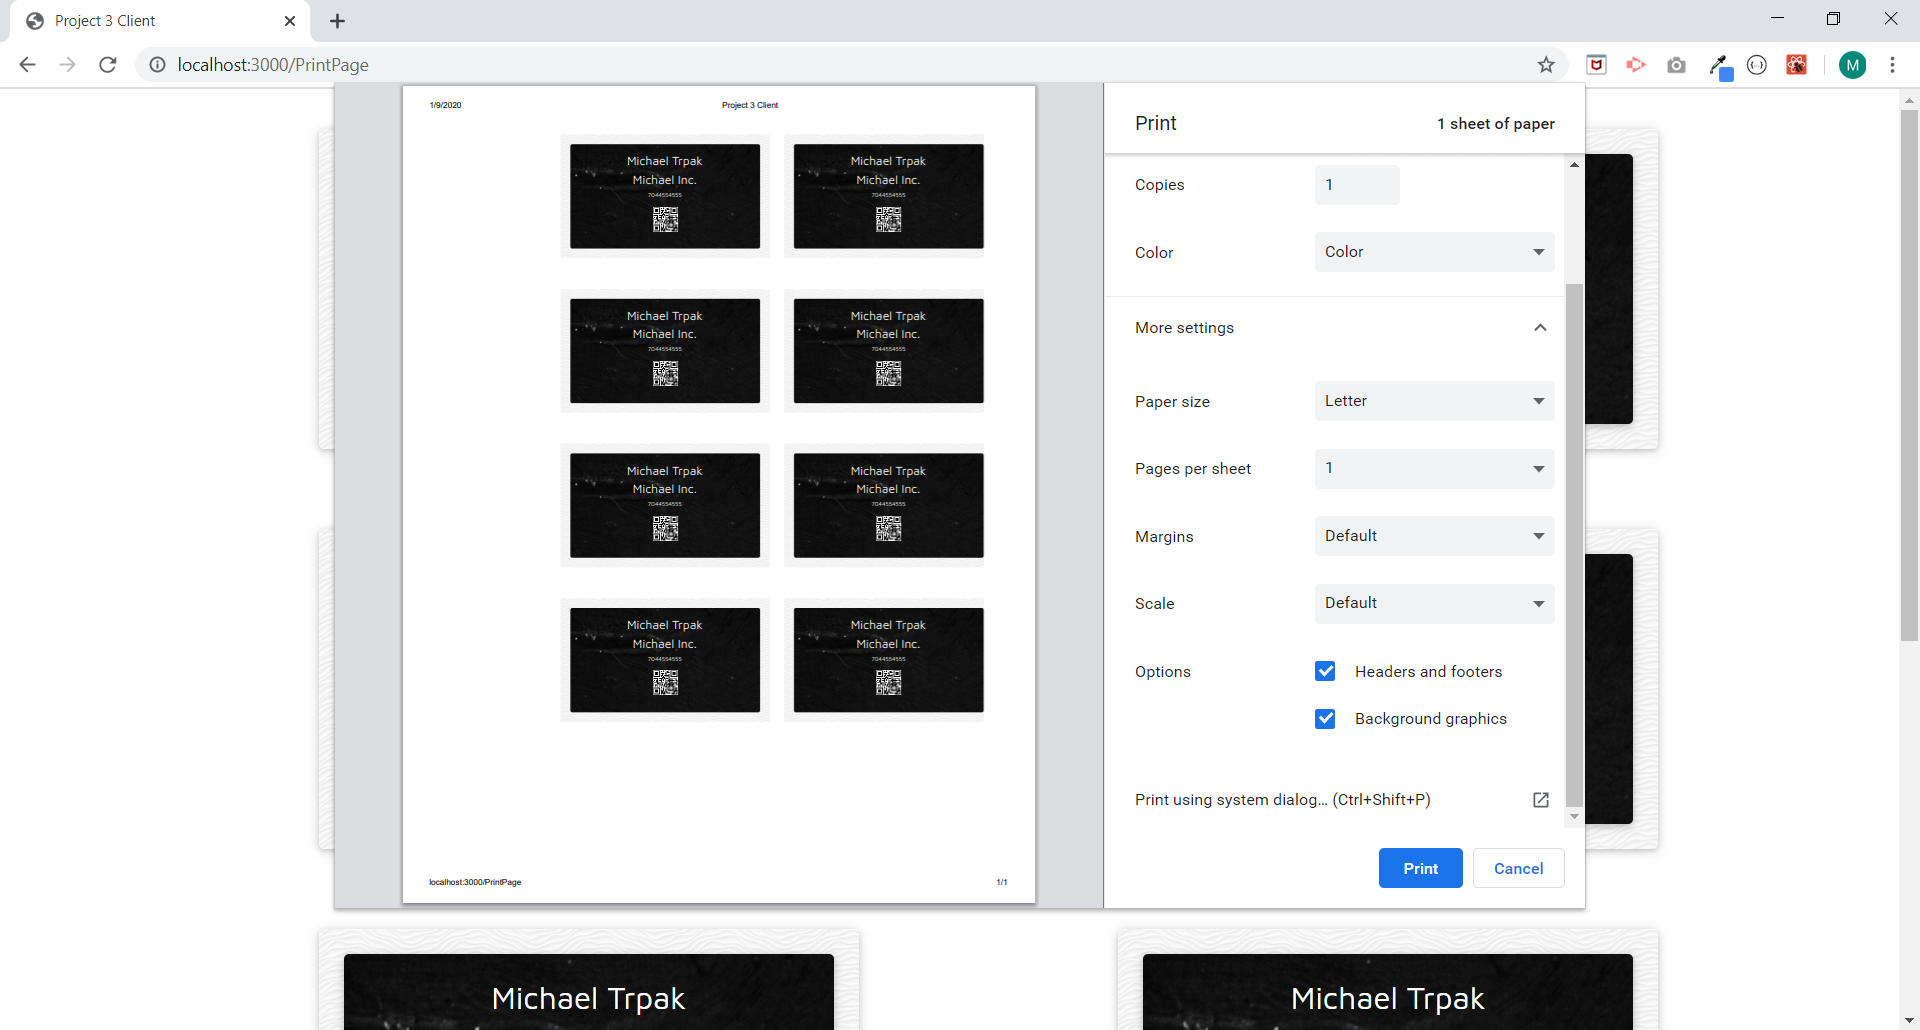 Project 3 Client
localhost:3000/PrintPage
M
1/9/2020 Project 3 Client
Michael Trpak Michael Trpak
Michael Inc. Michael Inc.
7044554555 7044554555
Michael Trpak Michael Trpak
Michael Inc. Michael Inc.
7044554555 7044554555
Michael Trpak Michael Trpak
Michael Inc. Michael Inc.
7044554555 7044554555
Michael Trpak Michael Trpak
Michael Inc. Michael Inc.
7044554555 7044554555
localhost:3000/PrintPage 1/1
Print 1 sheet of paper
Copies 1
Color Color
More settings
Paper size Letter
Pages per sheet 1
Margins Default
Scale Default
Options Headers and footers
Background graphics
Print using system dialog... (Ctrl+Shift+P)
Print Cancel
Michael Trpak Michael Trpak